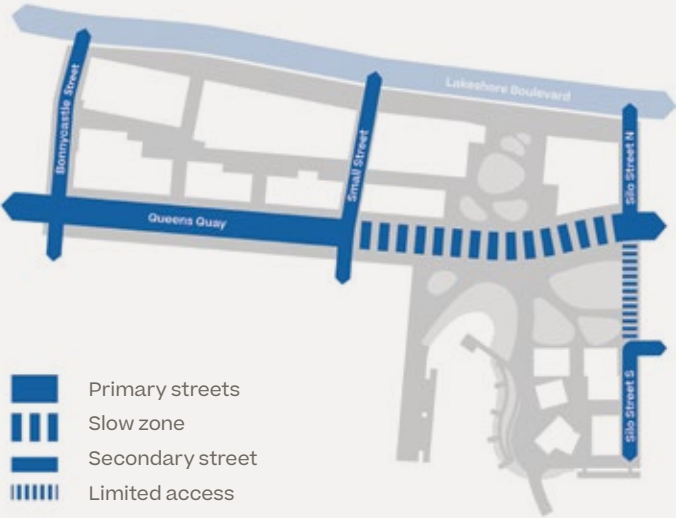 Lakeshore Boulevard
Bonnycastle Street
Small Street
Silo Street N
Queens Quay
Silo Street S
Primary streets
Slow zone
Secondary street
Limited access